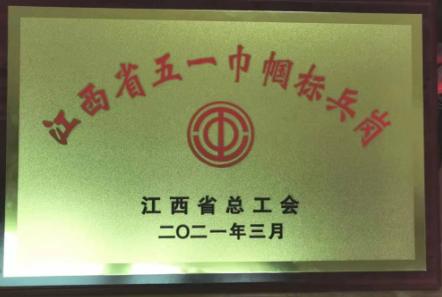 江西省五一巾帼标兵岗
江西省总工会
二〇二一年三月